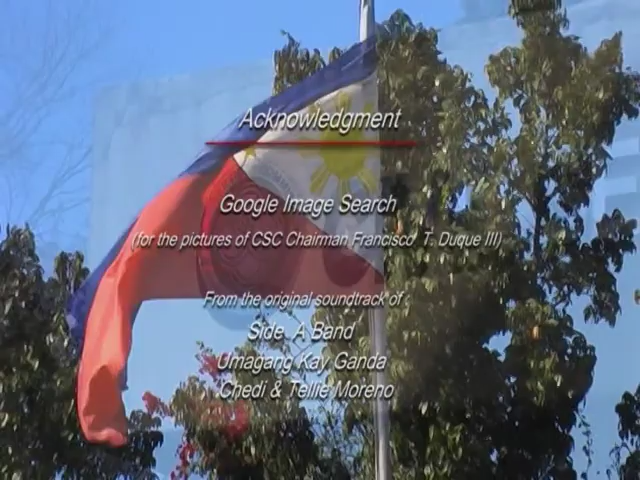 Acknowledgment
Google Image Search
(for the pictures of CSC Chairman Francisco T. Duque III)
From the original soundtrack of :
Side A Band
Umagang Kay Ganda
Chedi & Tellie Moreno